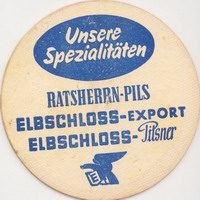 Unsere
Spezialitäten
RATSHERRN-PILS
ELBSCHLOSS-EXPORT
ELBSCHLOSS-Pilsner